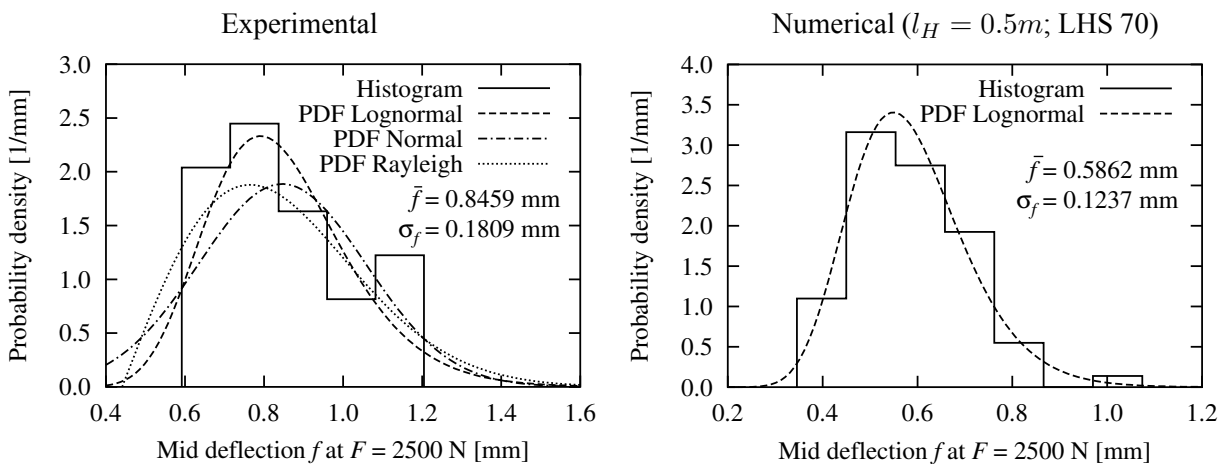 Experimental
Probability density [1/mm]
3.0
2.5
2.0
1.5
1.0
0.5
0.0
Histogram
PDF Lognormal
PDF Normal
PDF Rayleigh
f̄ = 0.8459 mm
σf = 0.1809 mm
0.4 0.6 0.8 1.0 1.2 1.4 1.6
Mid deflection f at F = 2500 N [mm]
Numerical (lH = 0.5m; LHS 70)
Probability density [1/mm]
4.0
3.5
3.0
2.5
2.0
1.5
1.0
0.5
0.0
Histogram
PDF Lognormal
f̄ = 0.5862 mm
σf = 0.1237 mm
0.2 0.4 0.6 0.8 1.0 1.2
Mid deflection f at F = 2500 N [mm]